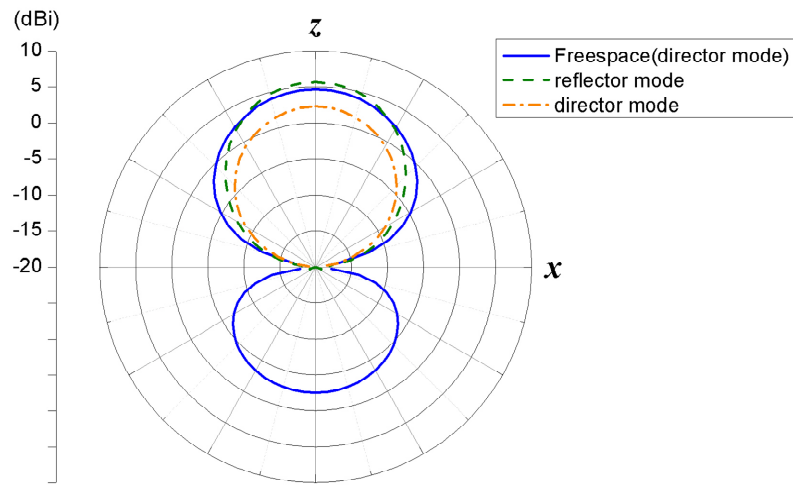 (dBi)
z
10
5
0
-5
-10
-15
-20
x
Freespace(director mode)
reflector mode
director mode